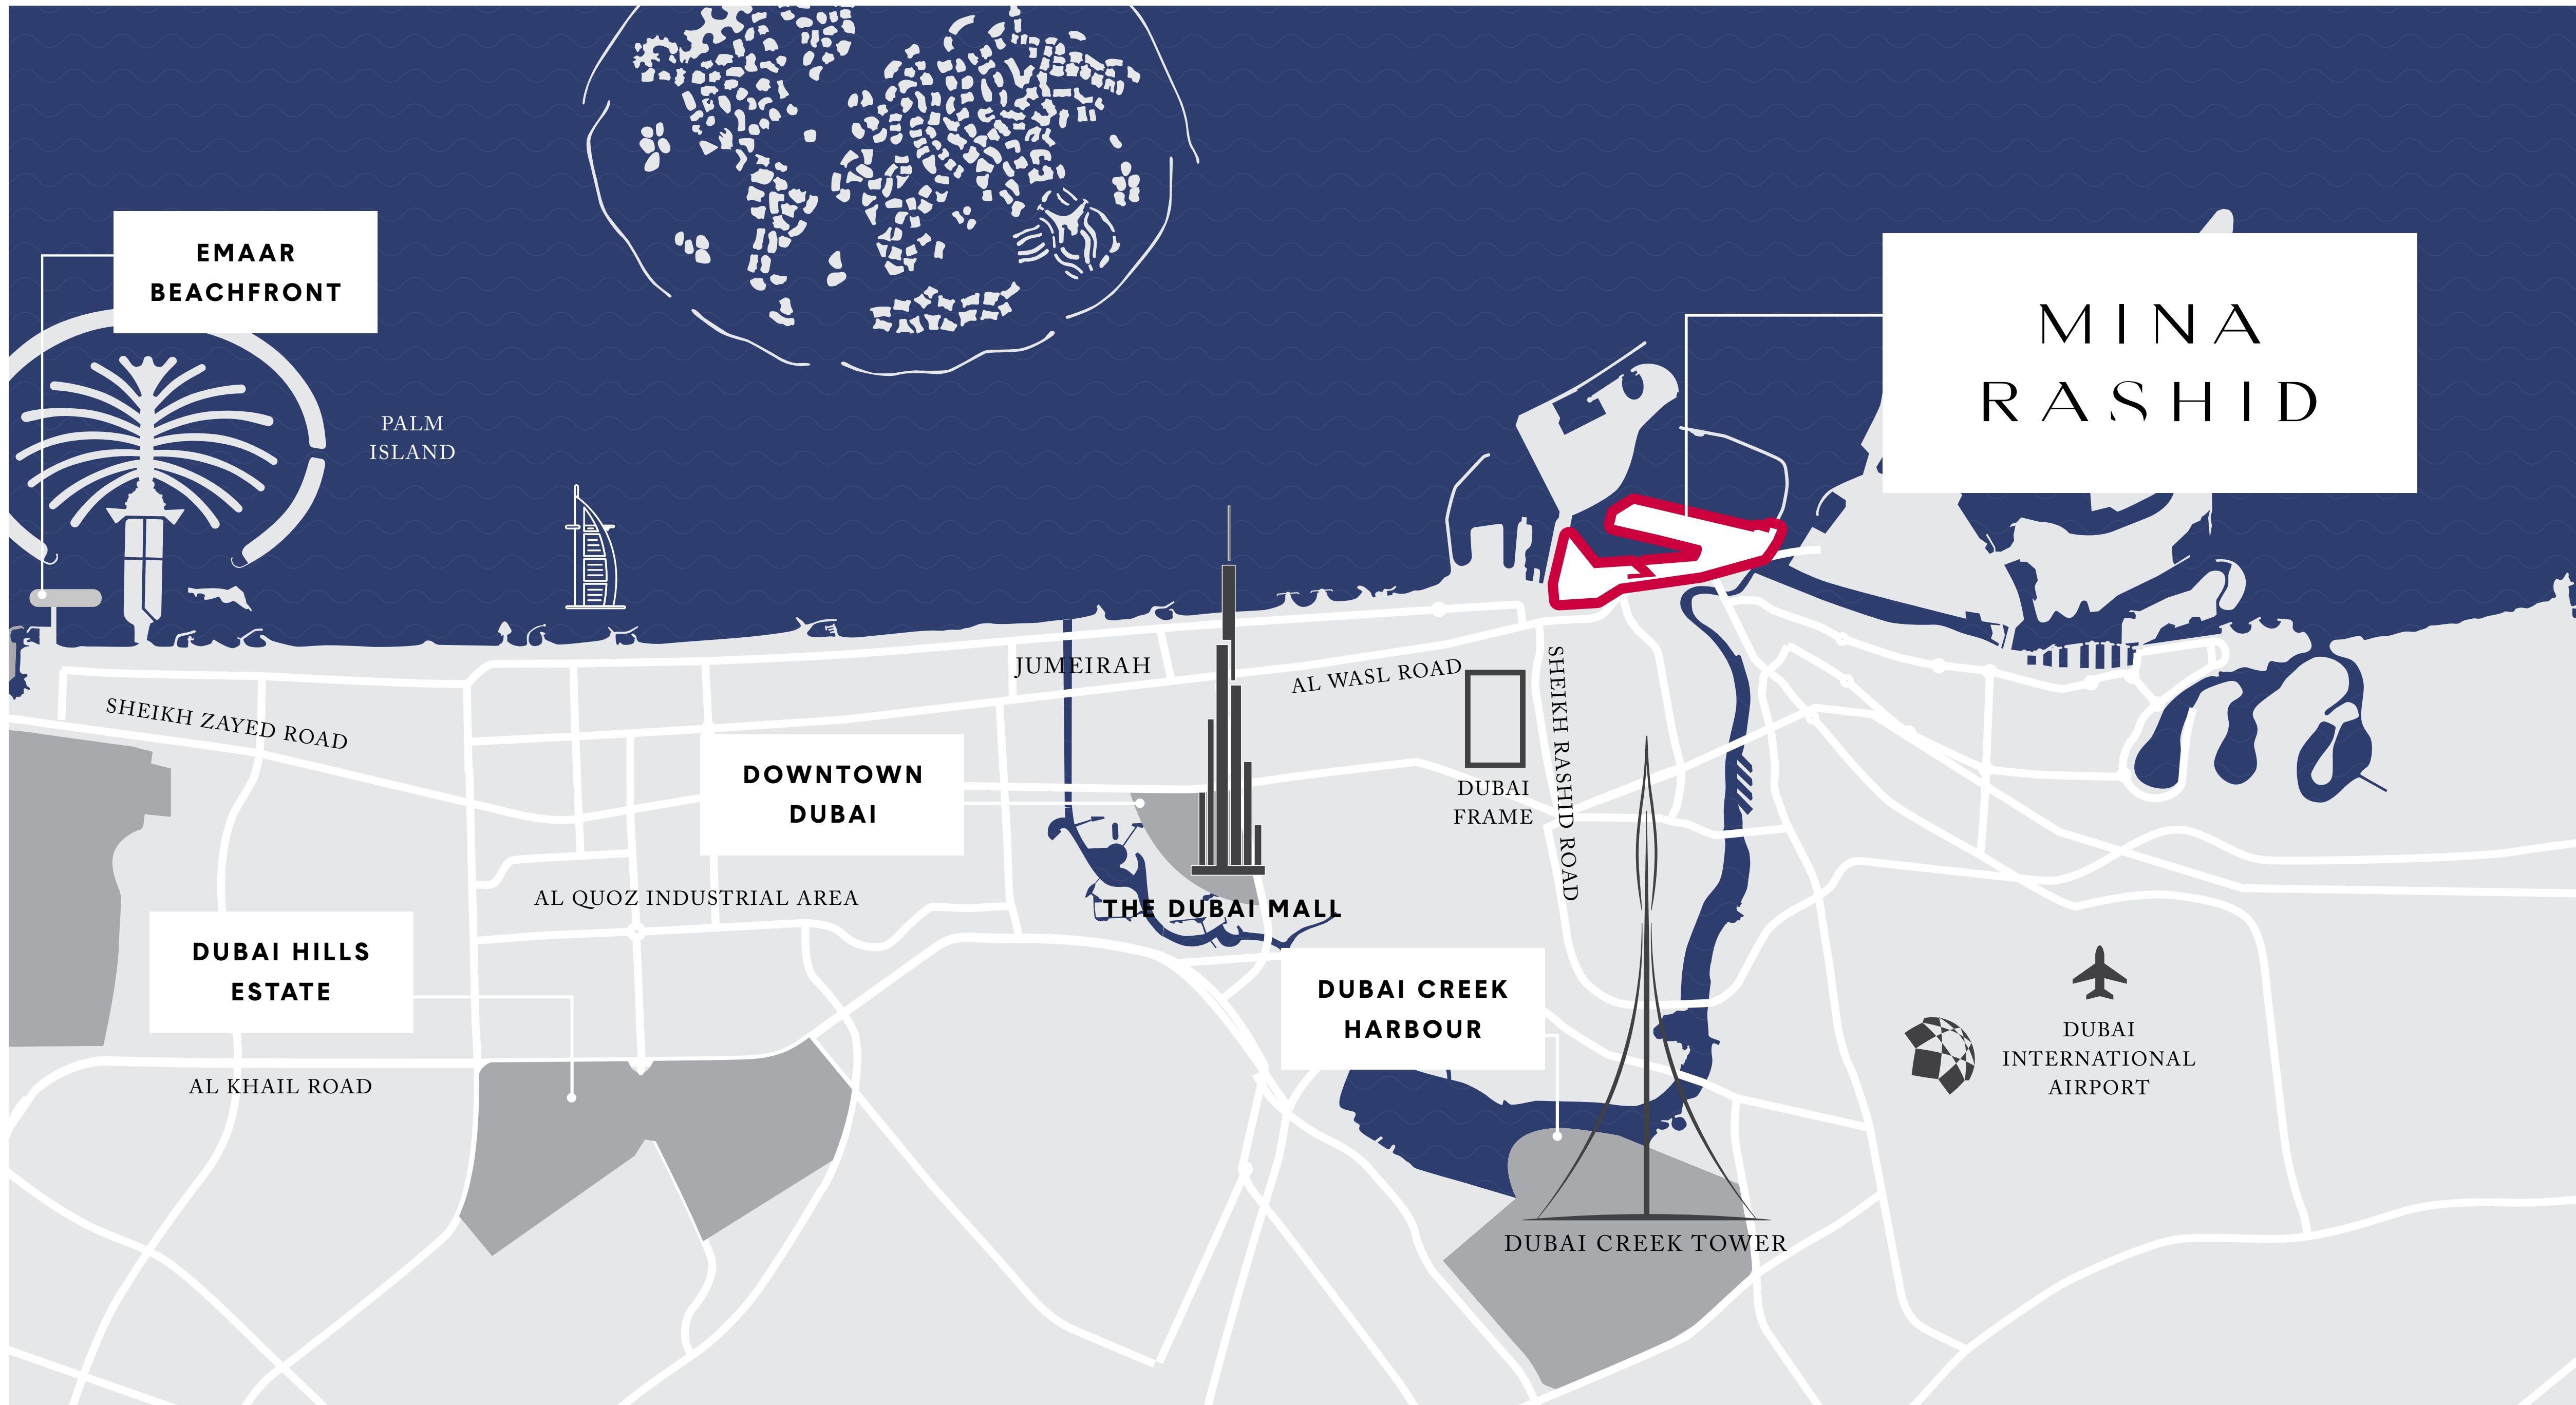 EMAAR
BEACHFRONT
MINA
RASHID
PALM
ISLAND
JUMEIRAH
AL WASL ROAD
SHEIKH RASHID ROAD
SHEIKH ZAYED ROAD
DOWNTOWN
DUBAI
DUBAI
FRAME
AL QUOZ INDUSTRIAL AREA
THE DUBAI MALL
DUBAI HILLS
ESTATE
DUBAI CREEK
HARBOUR
DUBAI
INTERNATIONAL
AIRPORT
AL KHAIL ROAD
DUBAI CREEK TOWER